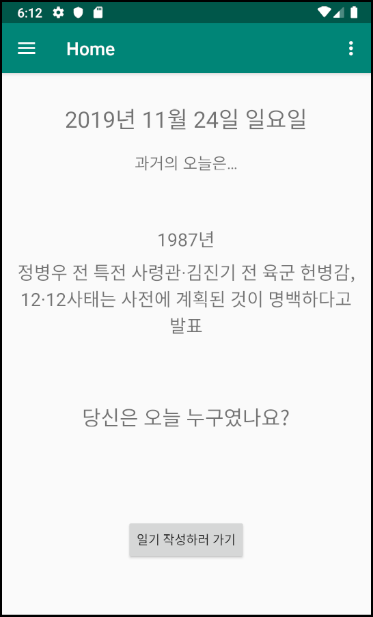 6:12
Home
2019년 11월 24일 일요일
과거의 오늘은...
1987년
정병우 전 특전 사령관·김진기 전 육군 헌병감,
12·12사태는 사전에 계획된 것이 명백하다고
발표
당신은 오늘 누구였나요?
일기 작성하러 가기